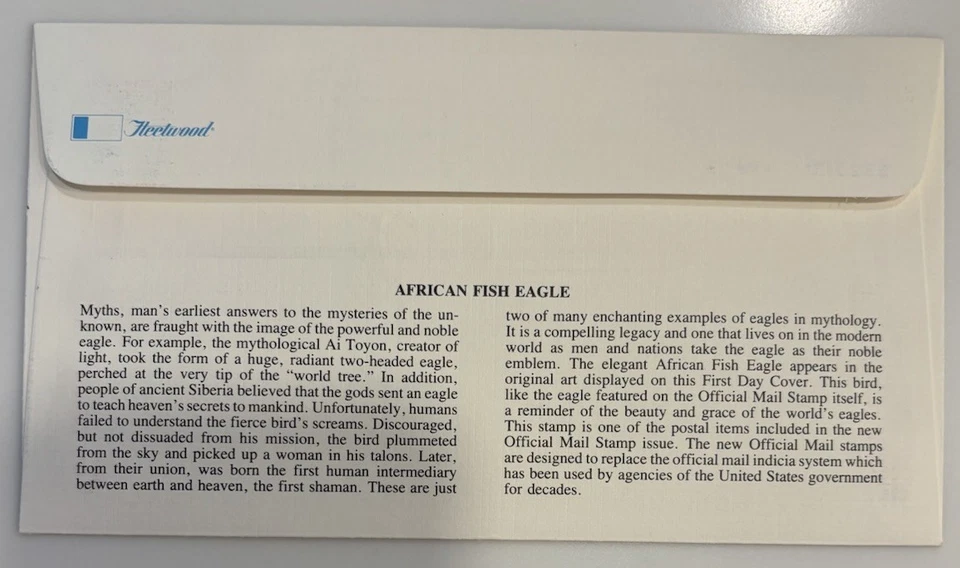 Fleetwood
AFRICAN FISH EAGLE
Myths, man's earliest answers to the mysteries of the un-
known, are fraught with the image of the powerful and noble
eagle. For example, the mythological Ai Toyon, creator of
light, took the form of a huge, radiant two-headed eagle,
perched at the very tip of the “world tree.” In addition,
people of ancient Siberia believed that the gods sent an eagle
to teach heaven's secrets to mankind. Unfortunately, humans
failed to understand the fierce bird's screams. Discouraged,
but not dissuaded from his mission, the bird plummeted
from the sky and picked up a woman in his talons. Later,
from their union, was born the first human intermediary
between earth and heaven, the first shaman. These are just
two of many enchanting examples of eagles in mythology.
It is a compelling legacy and one that lives on in the modern
world as men and nations take the eagle as their noble
emblem. The elegant African Fish Eagle appears in the
original art displayed on this First Day Cover. This bird,
like the eagle featured on the Official Mail Stamp itself, is
a reminder of the beauty and grace of the world's eagles.
This stamp is one of the postal items included in the new
Official Mail Stamp issue. The new Official Mail stamps
are designed to replace the official mail indicia system which
has been used by agencies of the United States government
for decades.